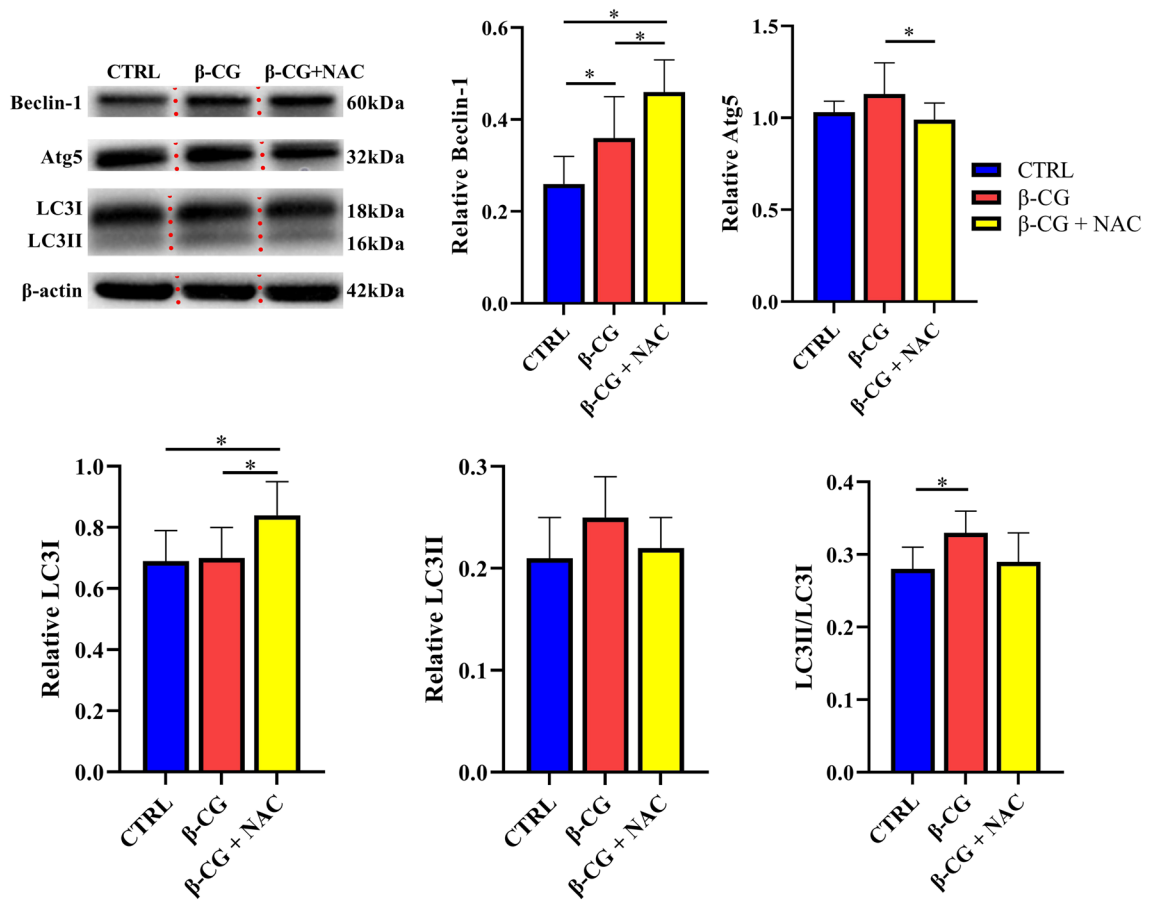 CTRL β-CG β-CG+NAC
Beclin-1 60kDa
Atg5 32kDa
LC3I 18kDa
LC3II 16kDa
β-actin 42kDa
Relative Beclin-1
0.6
0.4
0.2
0.0
*
*
*
CTRL
β-CG
β-CG + NAC
Relative Atg5
1.5
1.0
0.5
0.0
*
CTRL
β-CG
β-CG + NAC
CTRL
β-CG
β-CG + NAC
Relative LC3I
1.0
0.8
0.6
0.4
0.2
0.0
*
*
CTRL
β-CG
β-CG + NAC
Relative LC3II
0.3
0.2
0.1
0.0
CTRL
β-CG
β-CG + NAC
LC3II/LC3I
0.4
0.3
0.2
0.1
0.0
*
CTRL
β-CG
β-CG + NAC